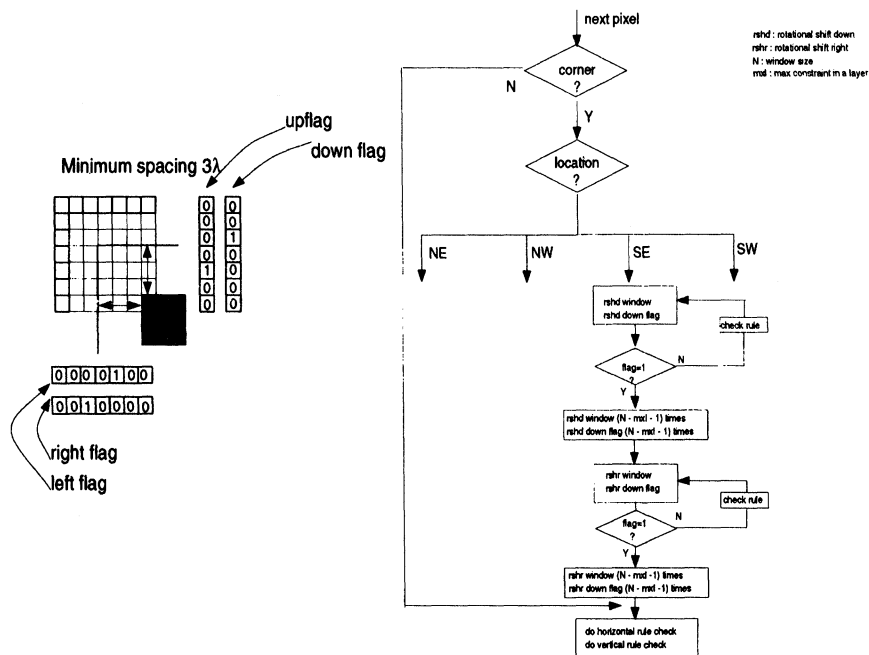 next pixel
rshd : rotational shift down
rshr : rotational shift right
N : window size
mxl : max constraint in a layer
corner
?
N
Y
upflag
down flag
Minimum spacing 3λ
location
?
0 0
0 0
0 1
0 0
1 0
0 0
0 0
NE
NW
SE
SW
rshd window
rshd down flag
check rule
flag=1
?
N
Y
0 0 0 0 1 0 0
0 0 1 0 0 0 0
right flag
left flag
rshd window (N - mxl - 1) times
rshd down flag (N - mxl - 1) times
rshr window
rshr down flag
check rule
flag=1
?
N
Y
rshr window (N - mxl -1) times
rshr down flag (N - mxl -1) times
do horizontal rule check
do vertical rule check